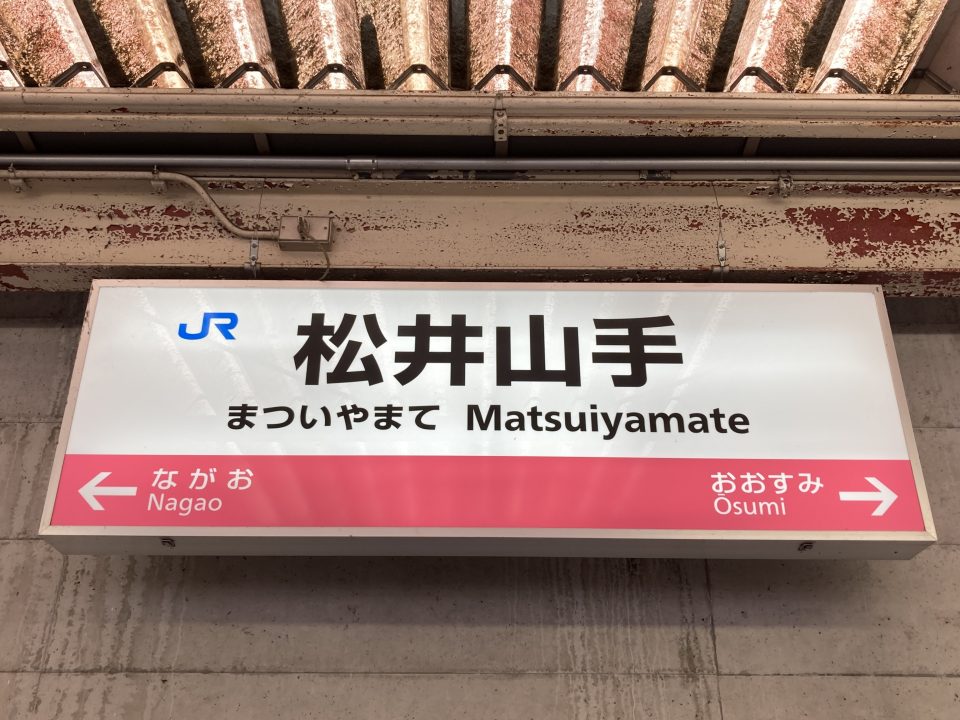 JR 松井山手
まついやまて Matsuiyamate
← ながお
Nagao
おおすみ →
Ōsumi